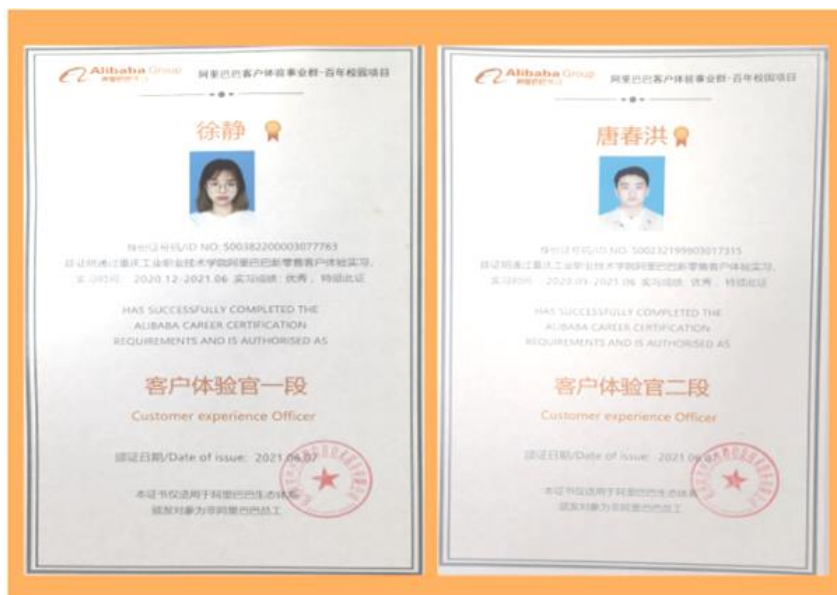 Alibaba Group
阿里巴巴集团
阿里巴巴客户体验事业群-百年校园项目
徐静
身份证号码/ID NO: 500382200003077763
兹证明通过重庆工业职业技术学院阿里巴巴新零售客户体验实习，
实习时间： 2020.12-2021.06 实习成绩: 优秀，特颁此证
HAS SUCCESSFULLY COMPLETED THE
ALIBABA CAREER CERTIFICATION
REQUIREMENTS AND IS AUTHORISED AS
客户体验官一段
Customer experience Officer
颁证日期/Date of issue: 2021.06.07
本证书仅适用于阿里巴巴生态体系
颁发对象为非阿里巴巴员工
Alibaba Group
阿里巴巴集团
阿里巴巴客户体验事业群-百年校园项目
唐春洪
身份证号码/ID NO: 500232199903017315
兹证明通过重庆工业职业技术学院阿里巴巴新零售客户体验实习，
实习时间： 2020.09-2021.06 实习成绩: 优秀，特颁此证
HAS SUCCESSFULLY COMPLETED THE
ALIBABA CAREER CERTIFICATION
REQUIREMENTS AND IS AUTHORISED AS
客户体验官二段
Customer experience Officer
颁证日期/Date of issue:
本证书仅适用于阿里巴巴生态体系
颁发对象为非阿里巴巴员工